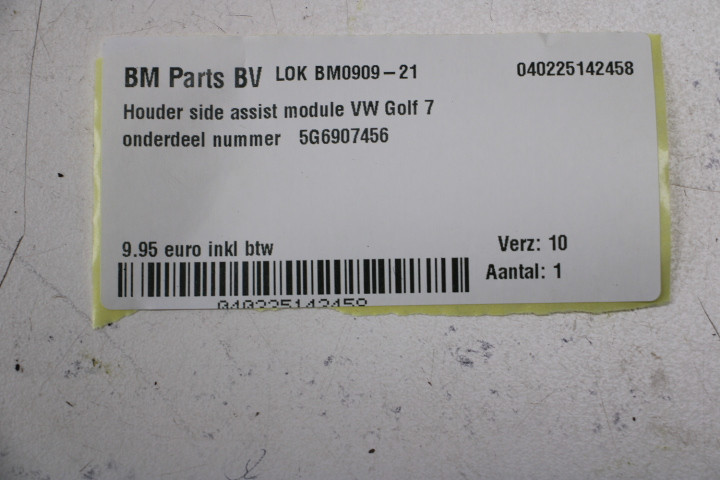 BM Parts BV LOK BM0909-21 040225142458
Houder side assist module VW Golf 7
onderdeel nummer 5G6907456
9.95 euro inkl btw Verz: 10
Aantal: 1
040225142458